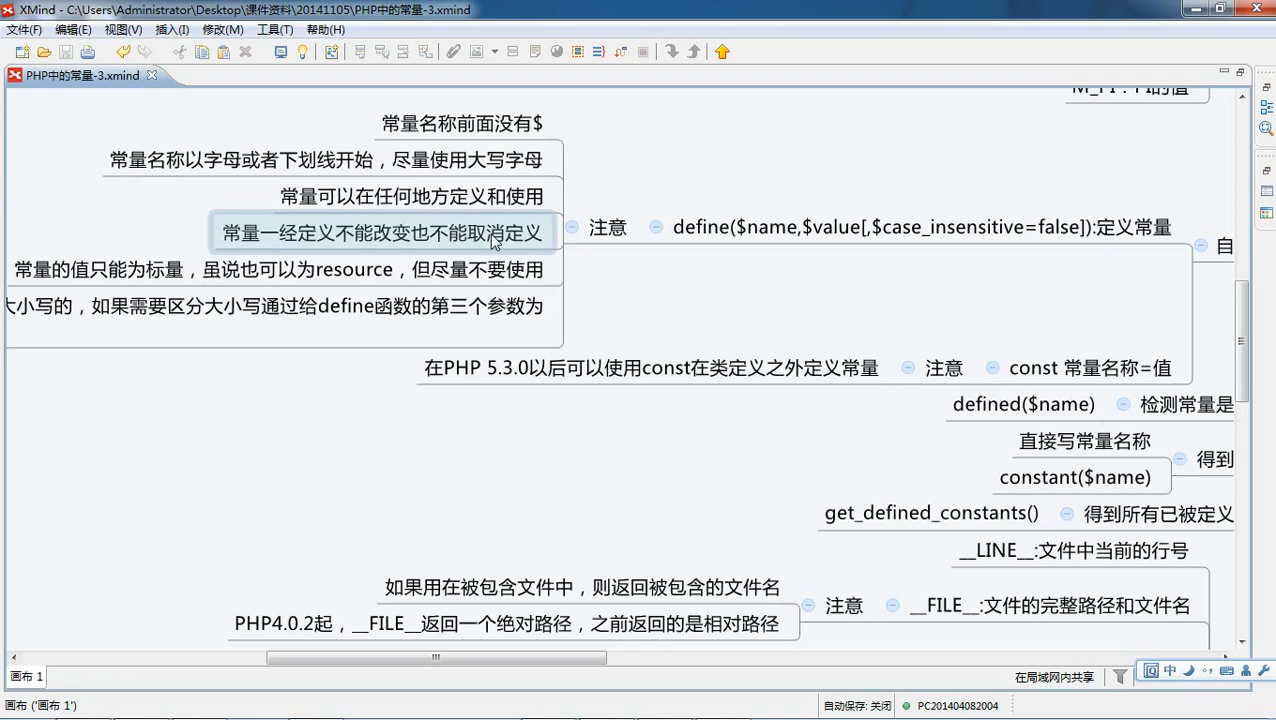 XMind - C:\Users\Administrator\Desktop\课件资料\20141105\PHP中的常量-3.xmind
文件(F) 编辑(E) 视图(V) 插入(I) 修改(M) 工具(T) 帮助(H)
PHP中的常量-3.xmind
常量名称前面没有$
常量名称以字母或者下划线开始，尽量使用大写字母
常量可以在任何地方定义和使用
常量一经定义不能改变也不能取消定义
注意
define($name,$value[,$case_insensitive=false]):定义常量
自
常量的值只能为标量，虽说也可以为resource，但尽量不要使用
大小写的，如果需要区分大小写通过给define函数的第三个参数为
在PHP 5.3.0以后可以使用const在类定义之外定义常量
注意
const 常量名称=值
defined($name)
检测常量是
直接写常量名称
得到
constant($name)
get_defined_constants()
得到所有已被定义
__LINE__:文件中当前的行号
如果用在被包含文件中，则返回被包含的文件名
注意
__FILE__:文件的完整路径和文件名
PHP4.0.2起，__FILE__返回一个绝对路径，之前返回的是相对路径
画布 1
在局域网内共享
中
画布 ('画布 1')
自动保存: 关闭
PC201404082004